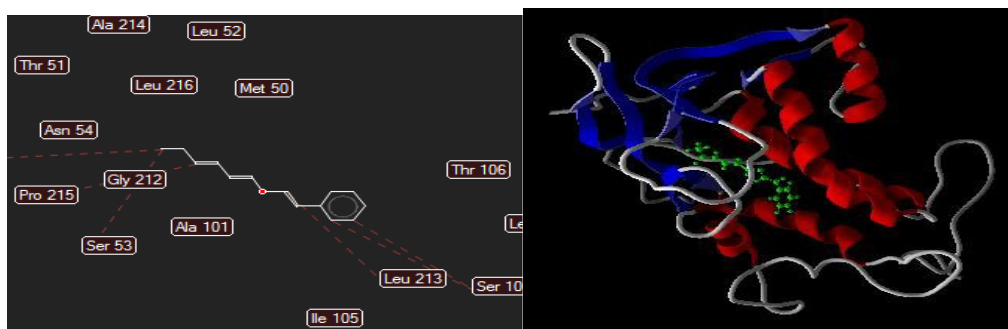 Ala 214
Leu 52
Thr 51
Leu 216
Met 50
Asn 54
Thr 106
Gly 212
Pro 215
Ala 101
Ser 53
Leu 213
Ile 105